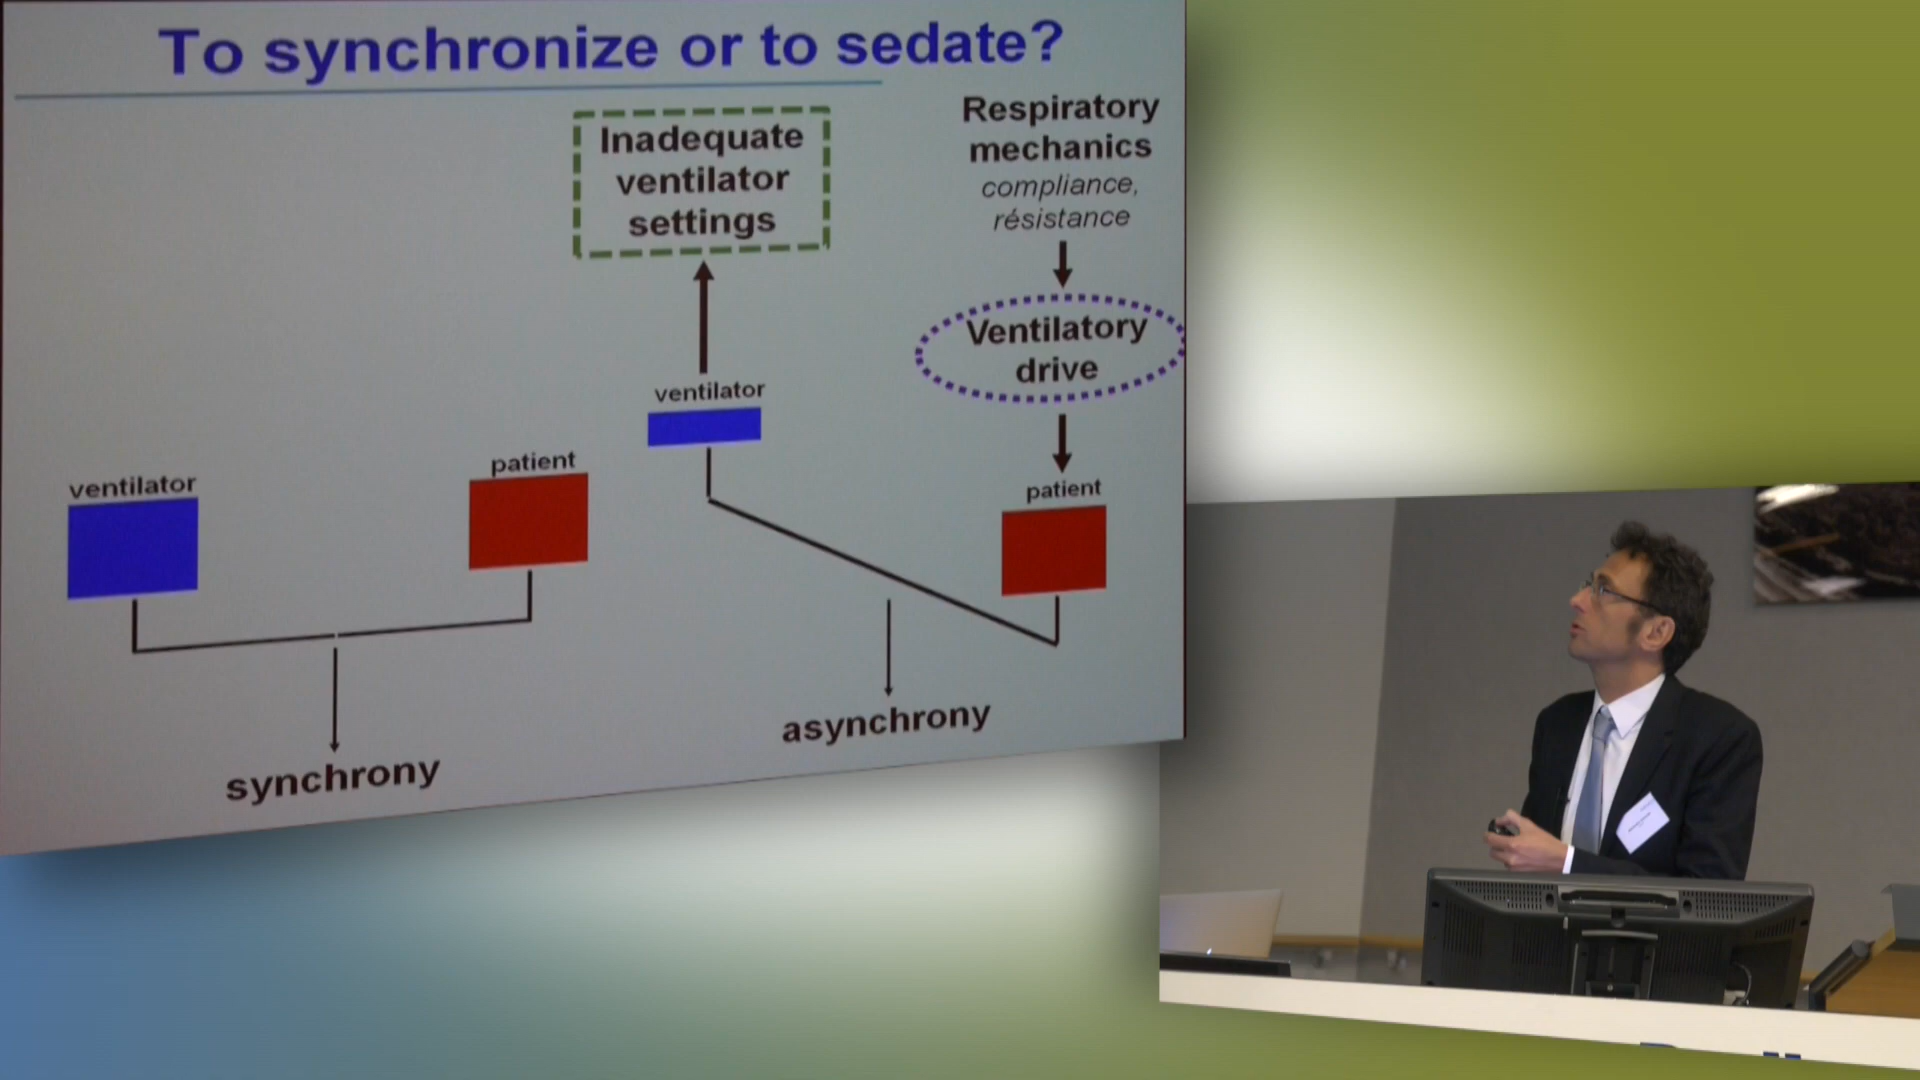 To synchronize or to sedate?
Inadequate
ventilator
settings
Respiratory
mechanics
compliance,
résistance
Ventilatory
drive
ventilator
patient
ventilator
patient
synchrony
asynchrony